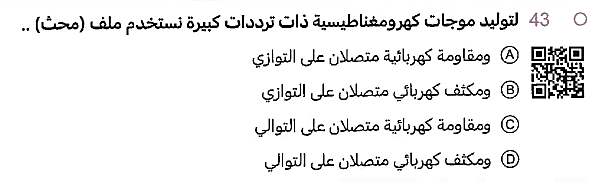 43 لتوليد موجات كهرومغناطيسية ذات ترددات كبيرة نستخدم ملف (محث) ..
A ومقاومة كهربائية متصلان على التوازي
B ومكثف كهربائي متصلان على التوازي
C ومقاومة كهربائية متصلان على التوالي
D ومكثف كهربائي متصلان على التوالي